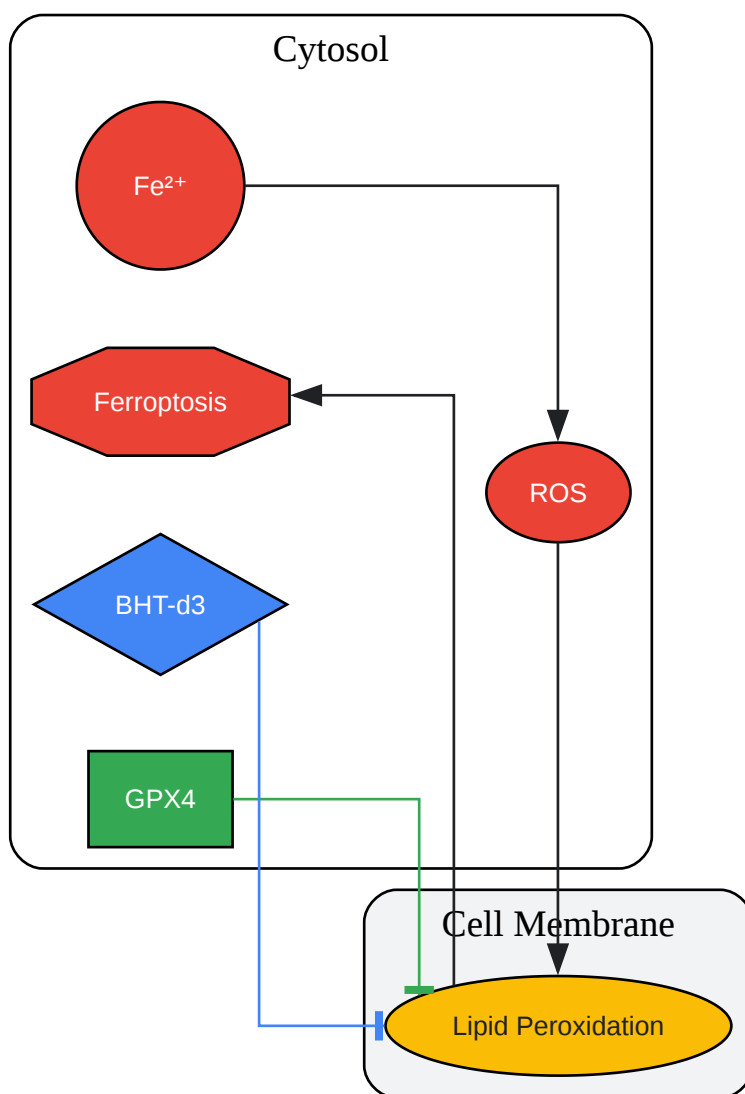 Cytosol
Fe²⁺
Ferroptosis
ROS
BHT-d3
GPX4
Cell Membrane
Lipid Peroxidation